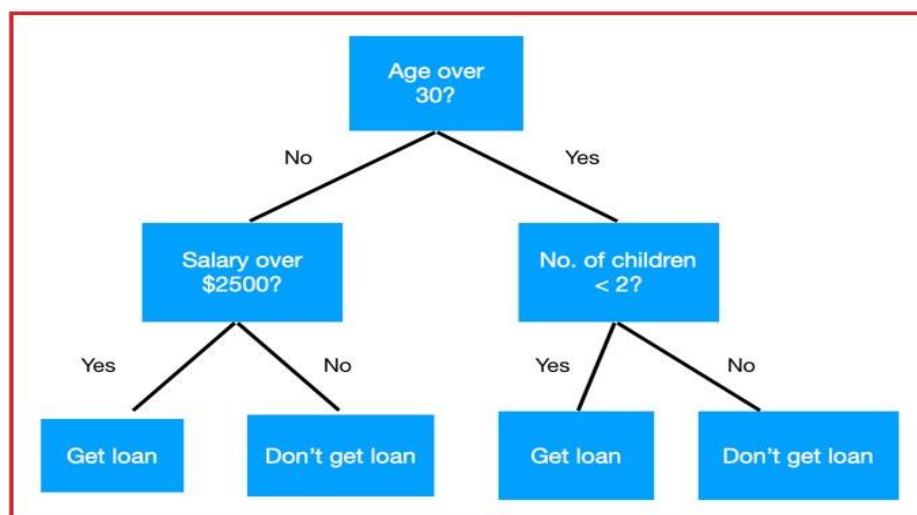 Age over
30?
No
Yes
Salary over
$2500?
No. of children
< 2?
Yes
No
Yes
No
Get loan
Don’t get loan
Get loan
Don’t get loan